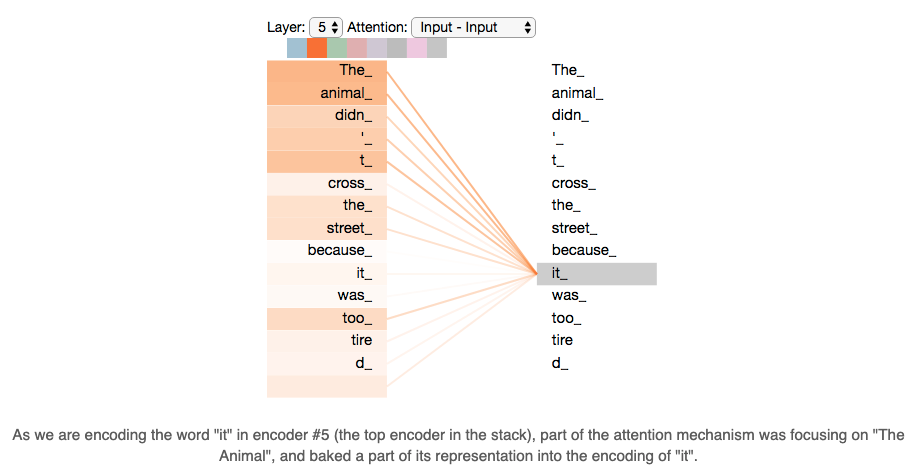 Layer: 5 Attention: Input - Input
The_ The_
animal_ animal_
didn_ didn_
'_ '_
t_ t_
cross_ cross_
the_ the_
street_ street_
because_ because_
it_ it_
was_ was_
too_ too_
tire tire
d_ d_
As we are encoding the word "it" in encoder #5 (the top encoder in the stack), part of the attention mechanism was focusing on "The
Animal", and baked a part of its representation into the encoding of "it".